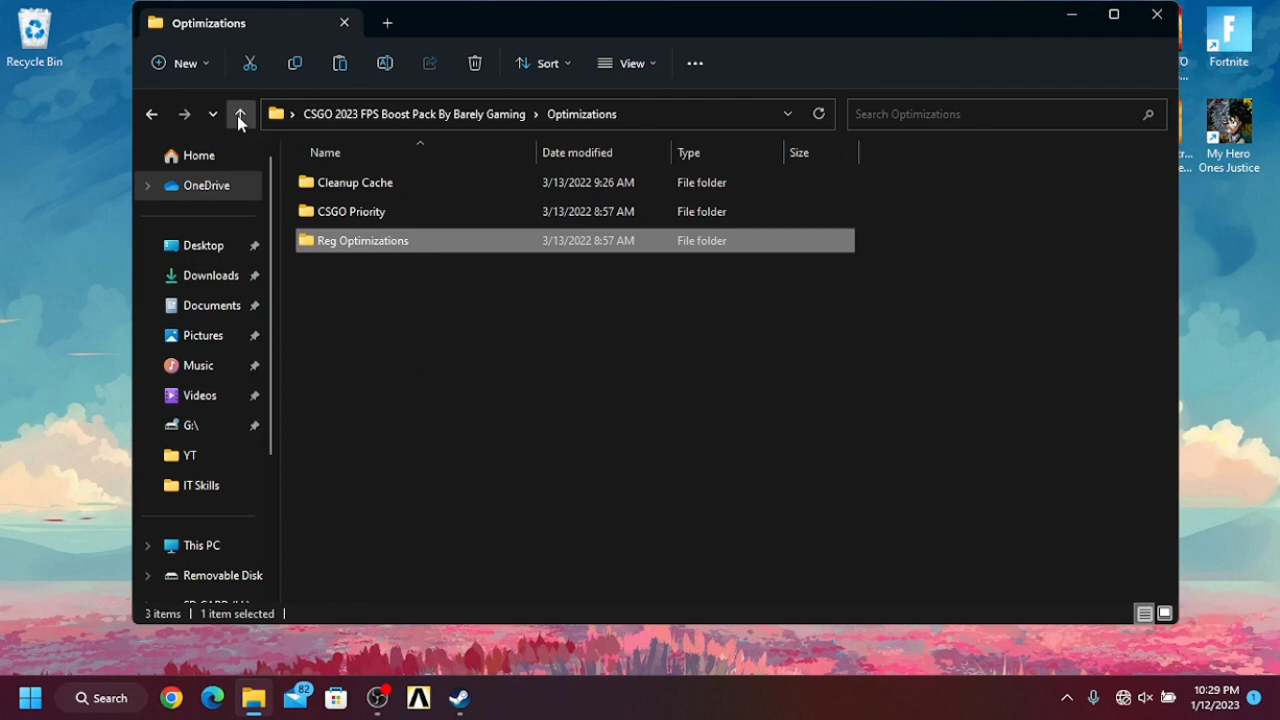 Optimizations
Recycle Bin
Fortnite
New
Sort
View
CSGO 2023 FPS Boost Pack By Barely Gaming > Optimizations
Search Optimizations
My Hero
Ones Justice
Name
Date modified
Type
Size
Home
OneDrive
Desktop
Downloads
Documents
Pictures
Music
Videos
G:\
YT
IT Skills
This PC
Removable Disk
Cleanup Cache 3/13/2022 9:26 AM File folder
CSGO Priority 3/13/2022 8:57 AM File folder
Reg Optimizations 3/13/2022 8:57 AM File folder
3 items
1 item selected
Search
82
10:29 PM
1/12/2023
1